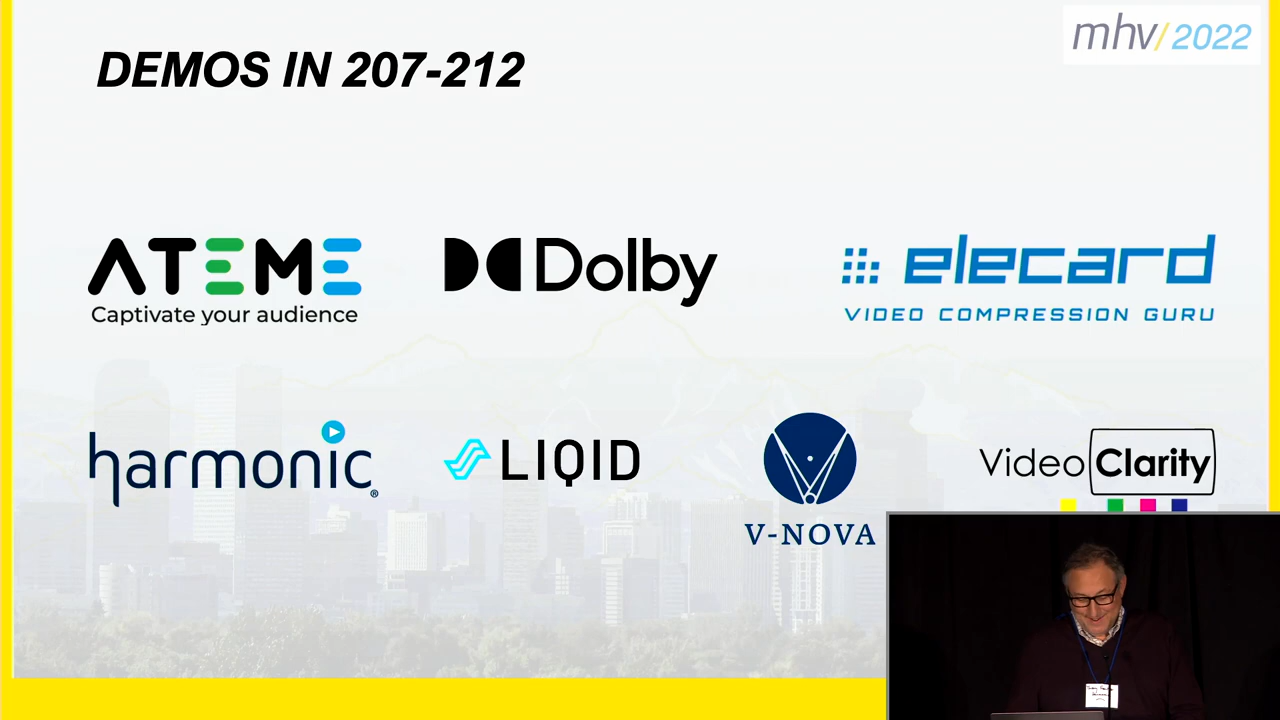 DEMOS IN 207-212
mhv/2022
ATEME
Captivate your audience
Dolby
elecard
VIDEO COMPRESSION GURU
harmonic®
LIQID
V-NOVA
Video Clarity